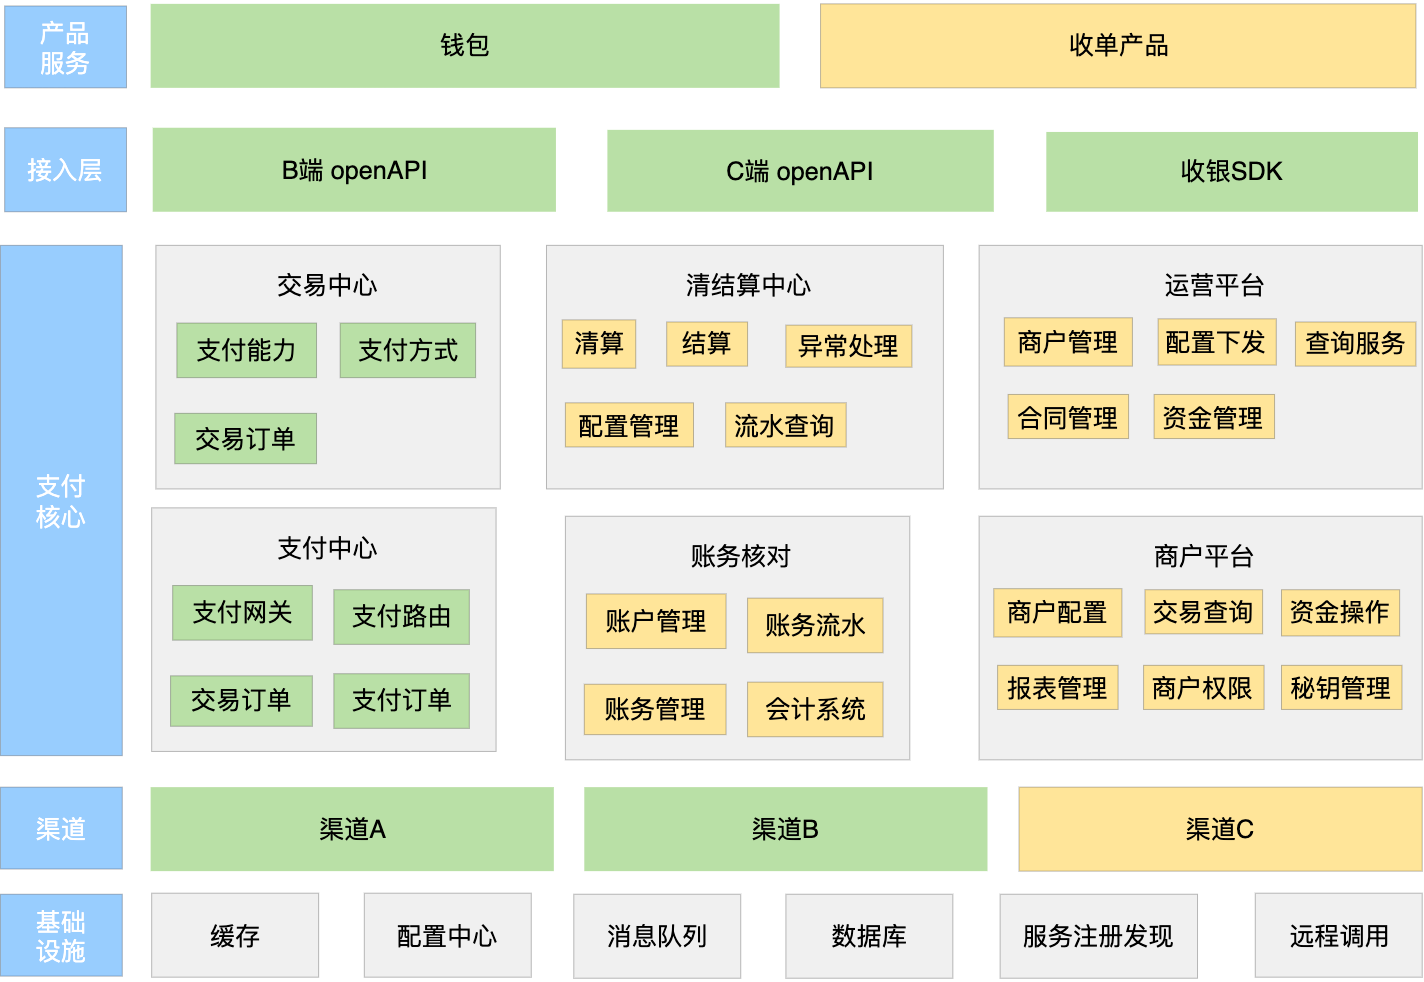 产品
服务
钱包
收单产品
接入层
B端 openAPI
C端 openAPI
收银SDK
支付
核心
交易中心
支付能力
支付方式
交易订单
清结算中心
清算
结算
异常处理
配置管理
流水查询
运营平台
商户管理
配置下发
查询服务
合同管理
资金管理
支付中心
支付网关
支付路由
交易订单
支付订单
账务核对
账户管理
账务流水
账务管理
会计系统
商户平台
商户配置
交易查询
资金操作
报表管理
商户权限
秘钥管理
渠道
渠道A
渠道B
渠道C
基础
设施
缓存
配置中心
消息队列
数据库
服务注册发现
远程调用